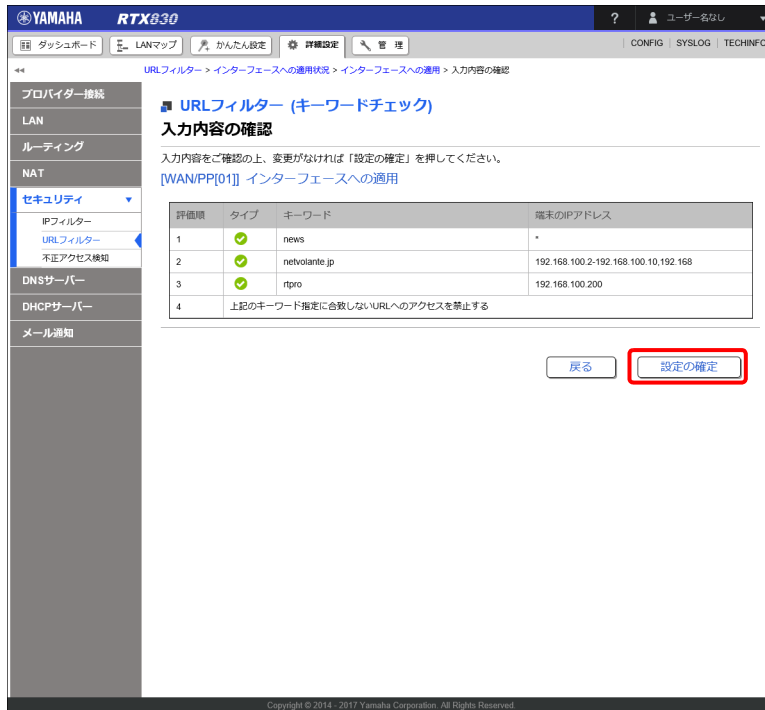 YAMAHA RTX830 ? ユーザー名なし
ダッシュボード LANマップ かんたん設定 詳細設定 管 理 CONFIG SYSLOG TECHINFO
URLフィルター > インターフェースへの適用状況 > インターフェースへの適用 > 入力内容の確認
プロバイダー接続
LAN
ルーティング
NAT
セキュリティ
IPフィルター
URLフィルター
不正アクセス検知
DNSサーバー
DHCPサーバー
メール通知
URLフィルター (キーワードチェック)
入力内容の確認
入力内容をご確認の上、変更がなければ「設定の確定」を押してください。
[WAN/PP[01]] インターフェースへの適用
評価順 タイプ キーワード 端末のIPアドレス
1 news *
2 netvolante.jp 192.168.100.2-192.168.100.10,192.168
3 rtpro 192.168.100.200
4 上記のキーワード指定に合致しないURLへのアクセスを禁止する
戻る 設定の確定
Copyright © 2014 - 2017 Yamaha Corporation. All Rights Reserved.